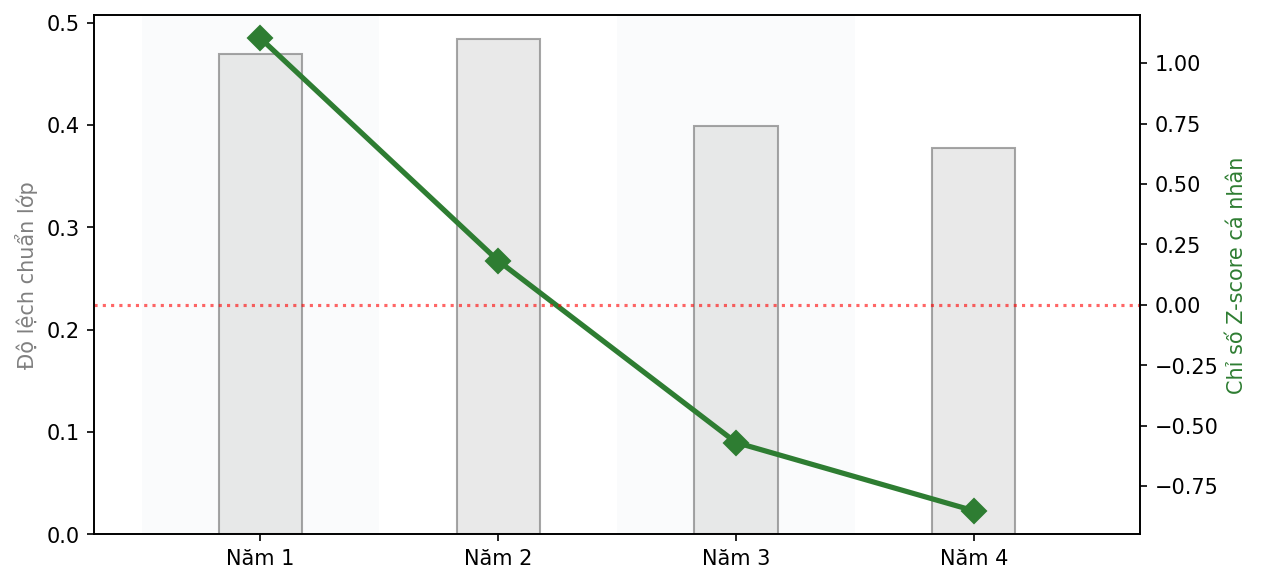 Độ lệch chuẩn lớp
0.5
0.4
0.3
0.2
0.1
0.0
Năm 1
Năm 2
Năm 3
Năm 4
1.00
0.75
0.50
0.25
0.00
−0.25
−0.50
−0.75
Chỉ số Z-score cá nhân